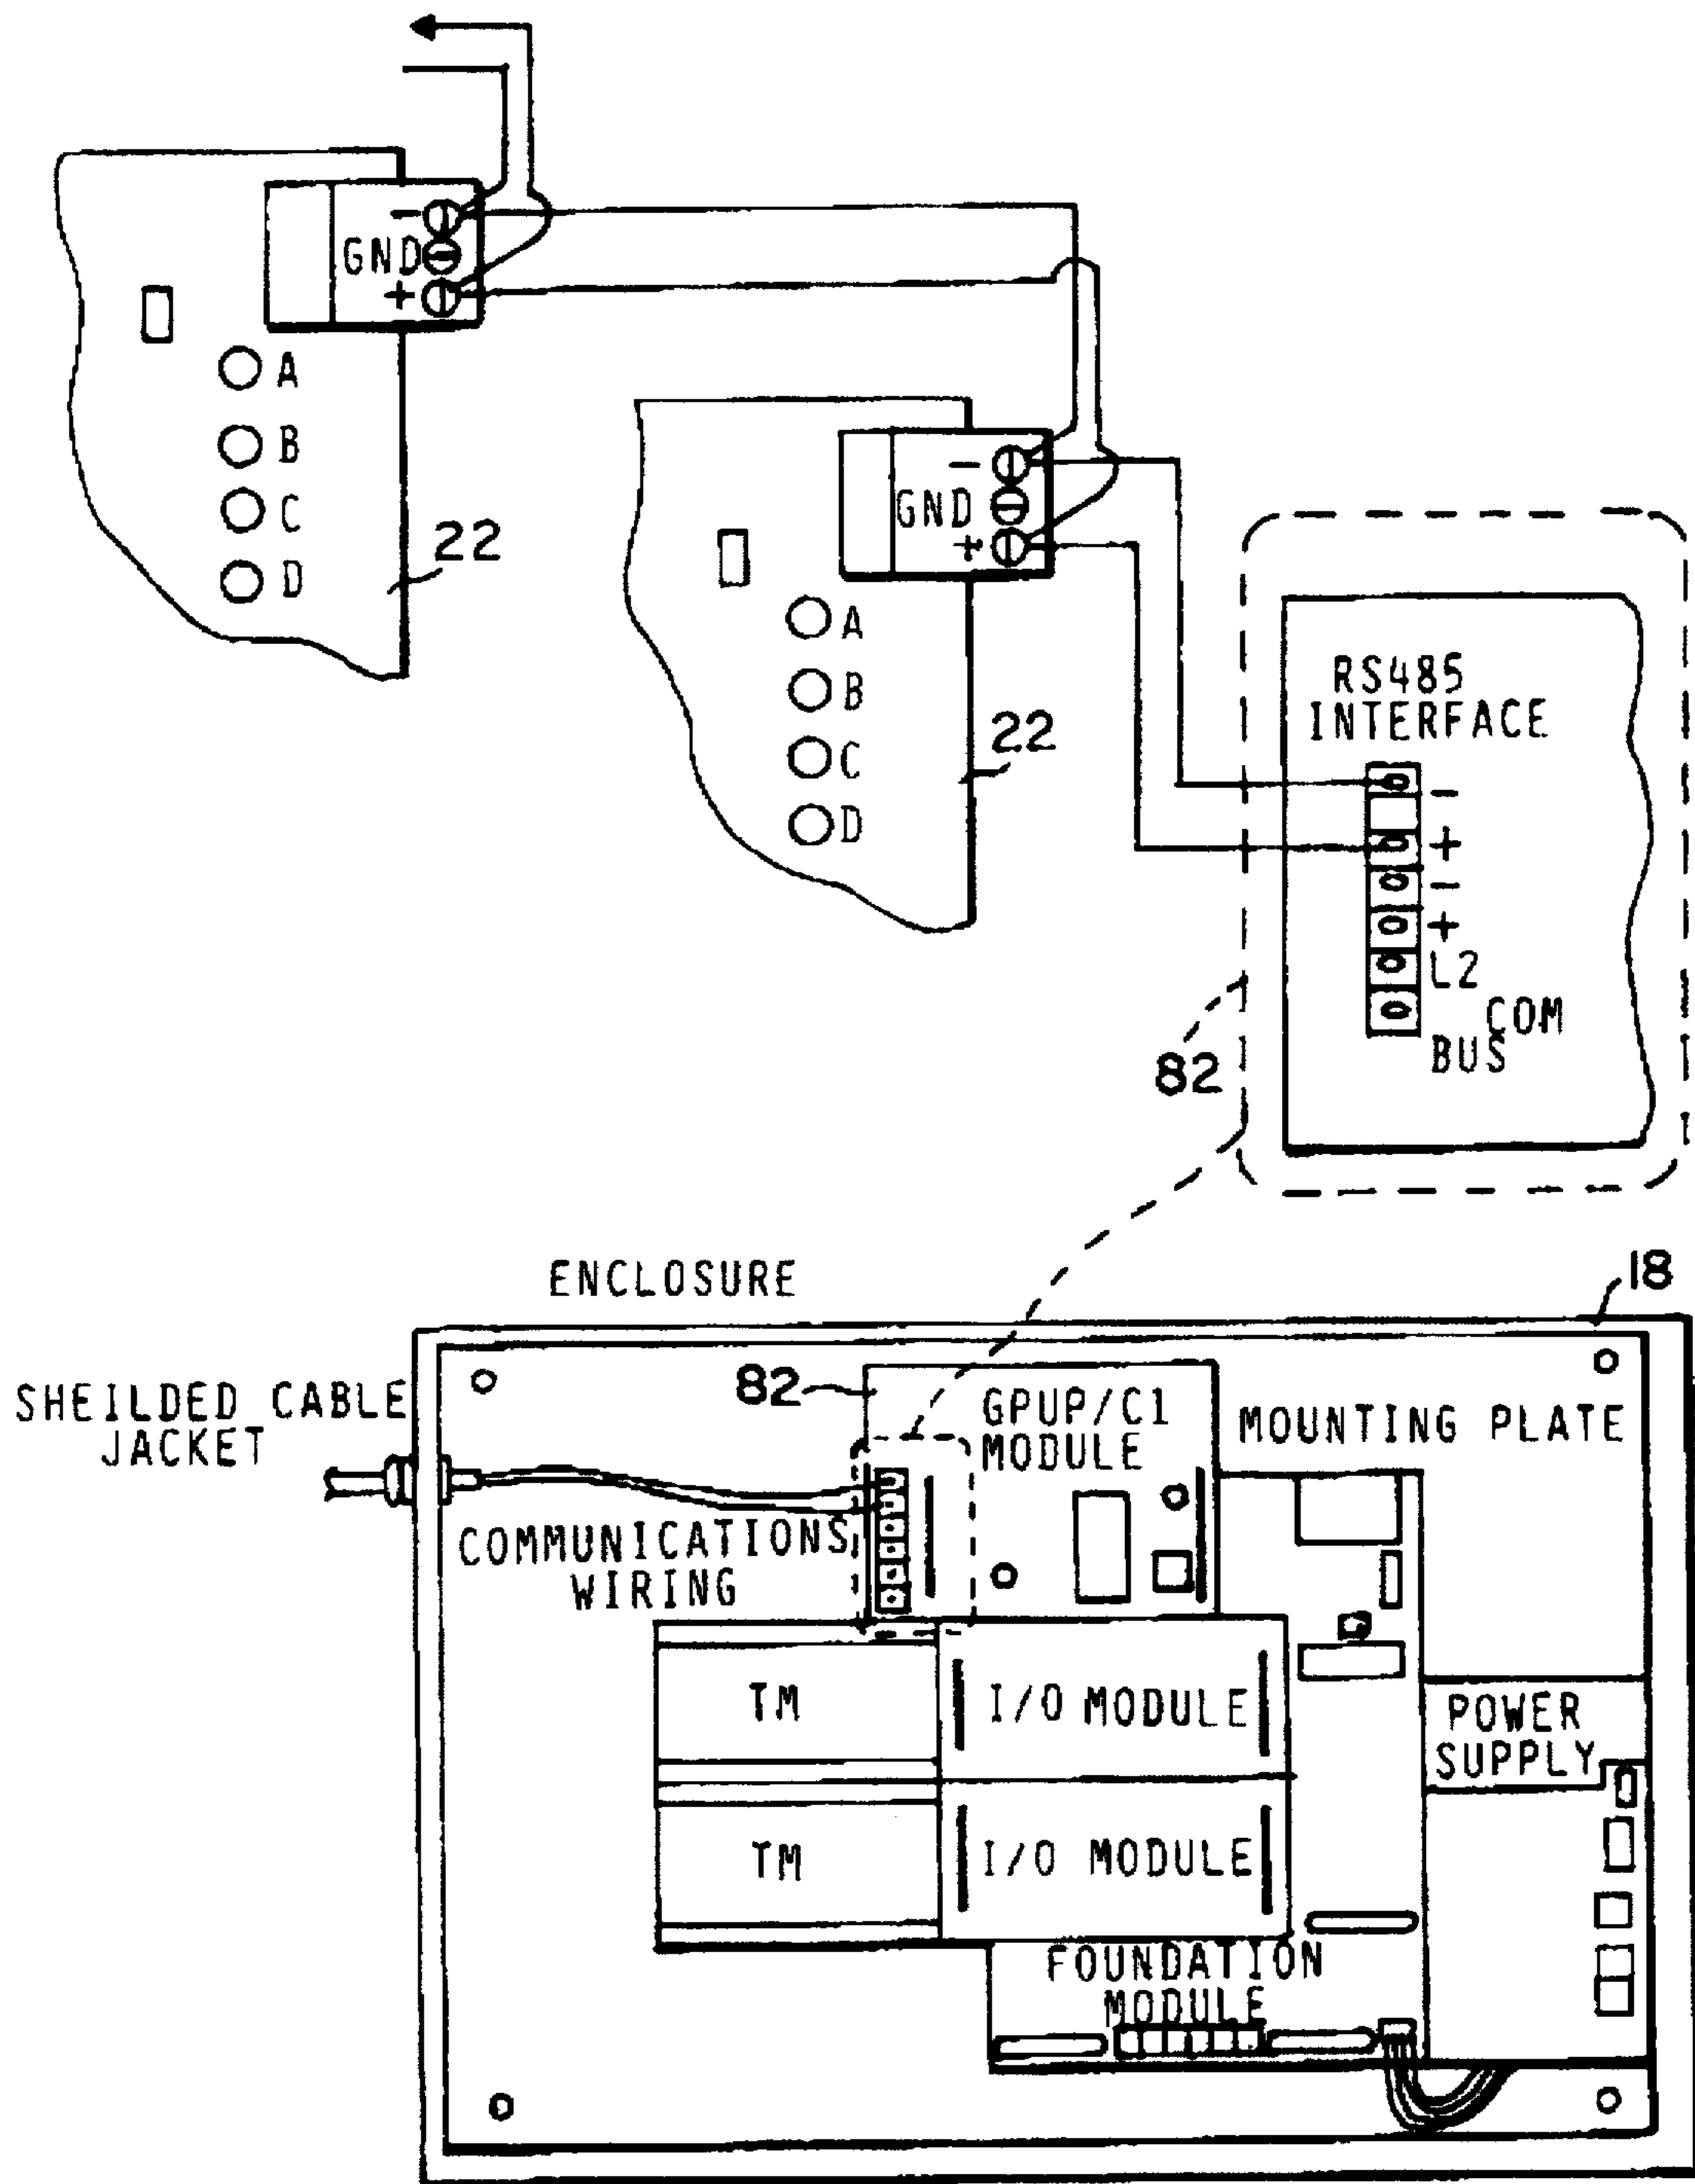 -
GND
+
A
B
C
D
22
-
GND
+
A
B
C
D
22
RS485
INTERFACE
-
+
-
+
L2
COM
BUS
82
ENCLOSURE
18
SHEILDED CABLE
JACKET
82
GPUP/C1
MODULE
MOUNTING PLATE
COMMUNICATIONS
WIRING
TM
I/O MODULE
POWER
SUPPLY
TM
I/O MODULE
FOUNDATION
MODULE